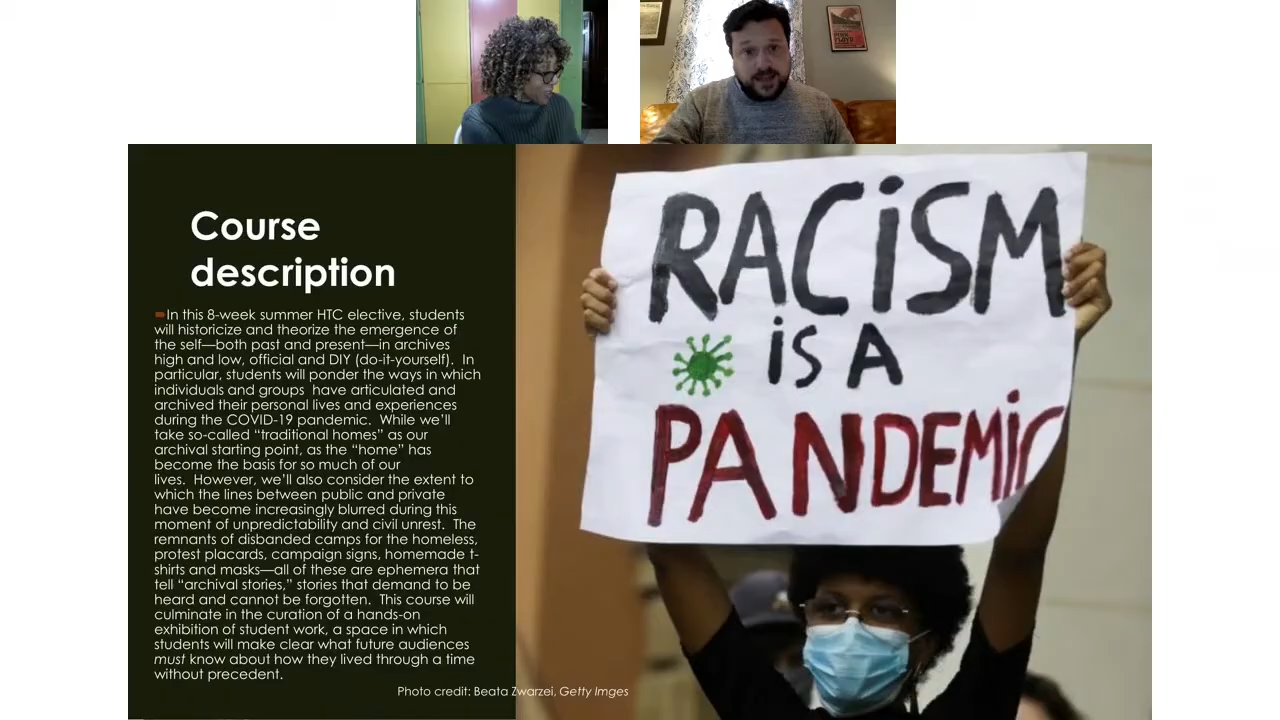 Course
description
In this 8-week summer HTC elective, students
will historicize and theorize the emergence of
the self—both past and present—in archives
high and low, official and DIY (do-it-yourself).  In
particular, students will ponder the ways in which
individuals and groups  have articulated and
archived their personal lives and experiences
during the COVID-19 pandemic.  While we’ll
take so-called “traditional homes” as our
archival starting point, as the “home” has
become the basis for so much of our
lives.  However, we’ll also consider the extent to
which the lines between public and private
have become increasingly blurred during this
moment of unpredictability and civil unrest.  The
remnants of disbanded camps for the homeless,
protest placards, campaign signs, homemade t-
shirts and masks—all of these are ephemera that
tell “archival stories,” stories that demand to be
heard and cannot be forgotten.  This course will
culminate in the curation of a hands-on
exhibition of student work, a space in which
students will make clear what future audiences
must know about how they lived through a time
without precedent.
Photo credit: Beata Zwarzei, Getty Imges
RACiSM
iS A
PANDEMiC